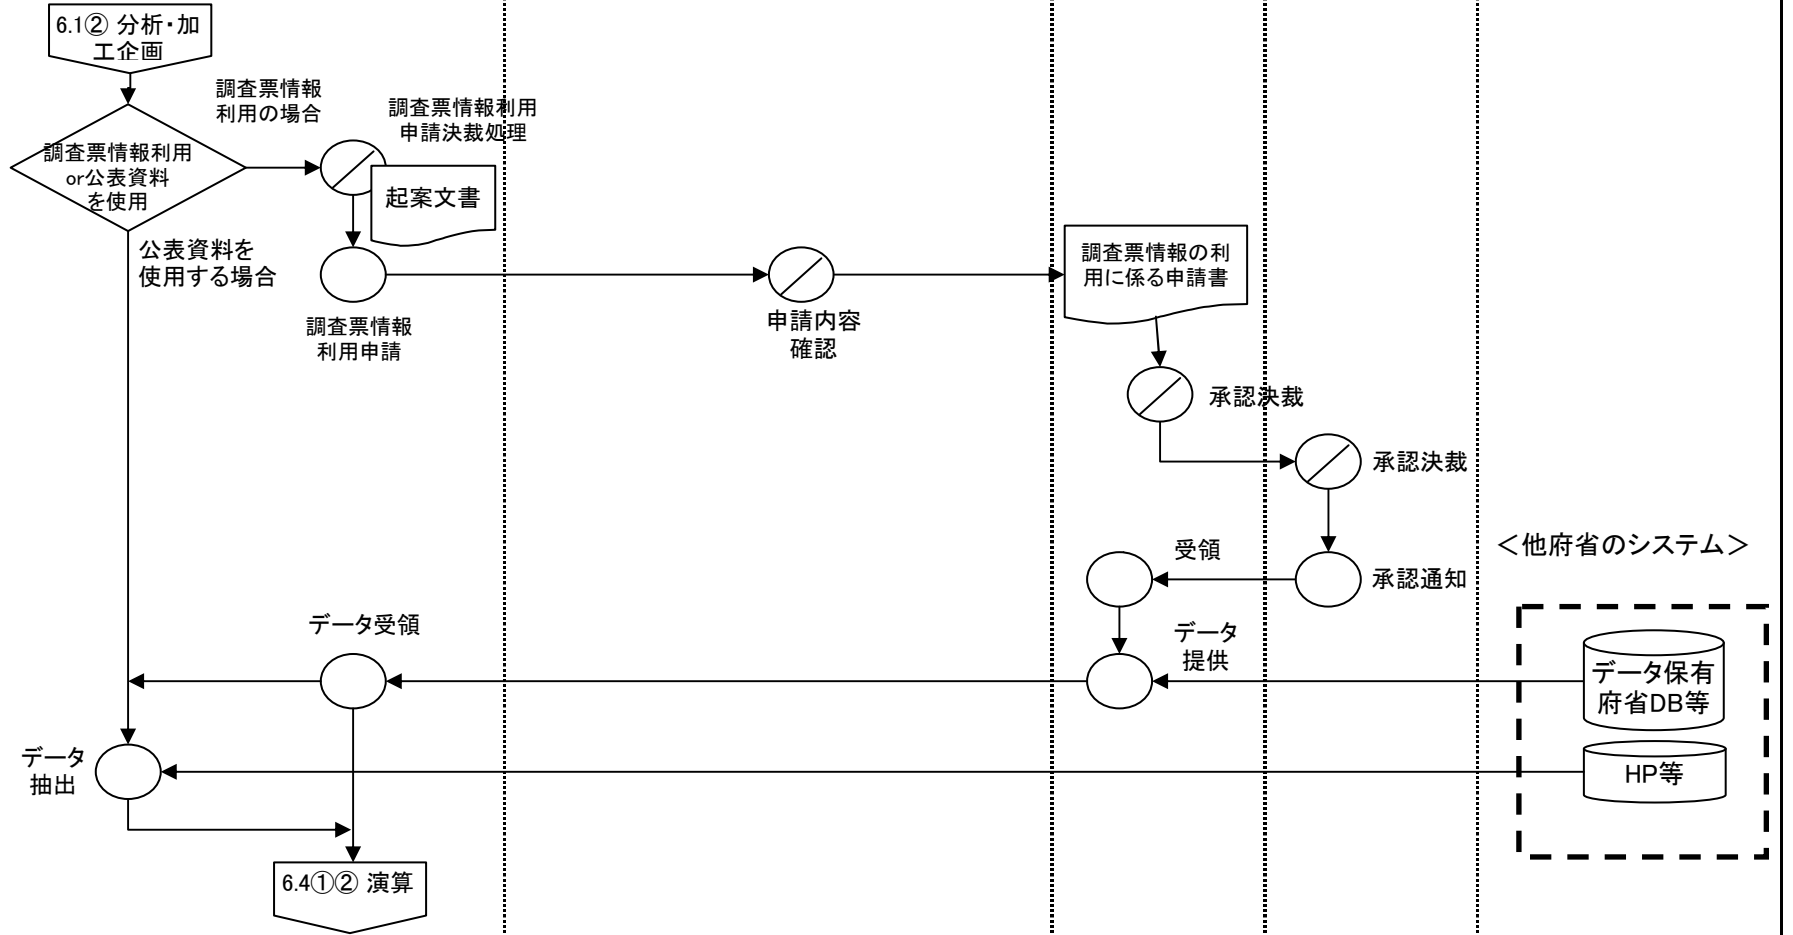 6.1② 分析・加
工企画
調査票情報
利用の場合
調査票情報利用
申請決裁処理
調査票情報利用
or公表資料
を使用
起案文書
公表資料を
使用する場合
調査票情報の利
用に係る申請書
調査票情報
利用申請
申請内容
確認
承認決裁
承認決裁
<他府省のシステム>
受領
承認通知
データ受領
データ
提供
データ保有
府省DB等
データ
抽出
HP等
6.4①② 演算